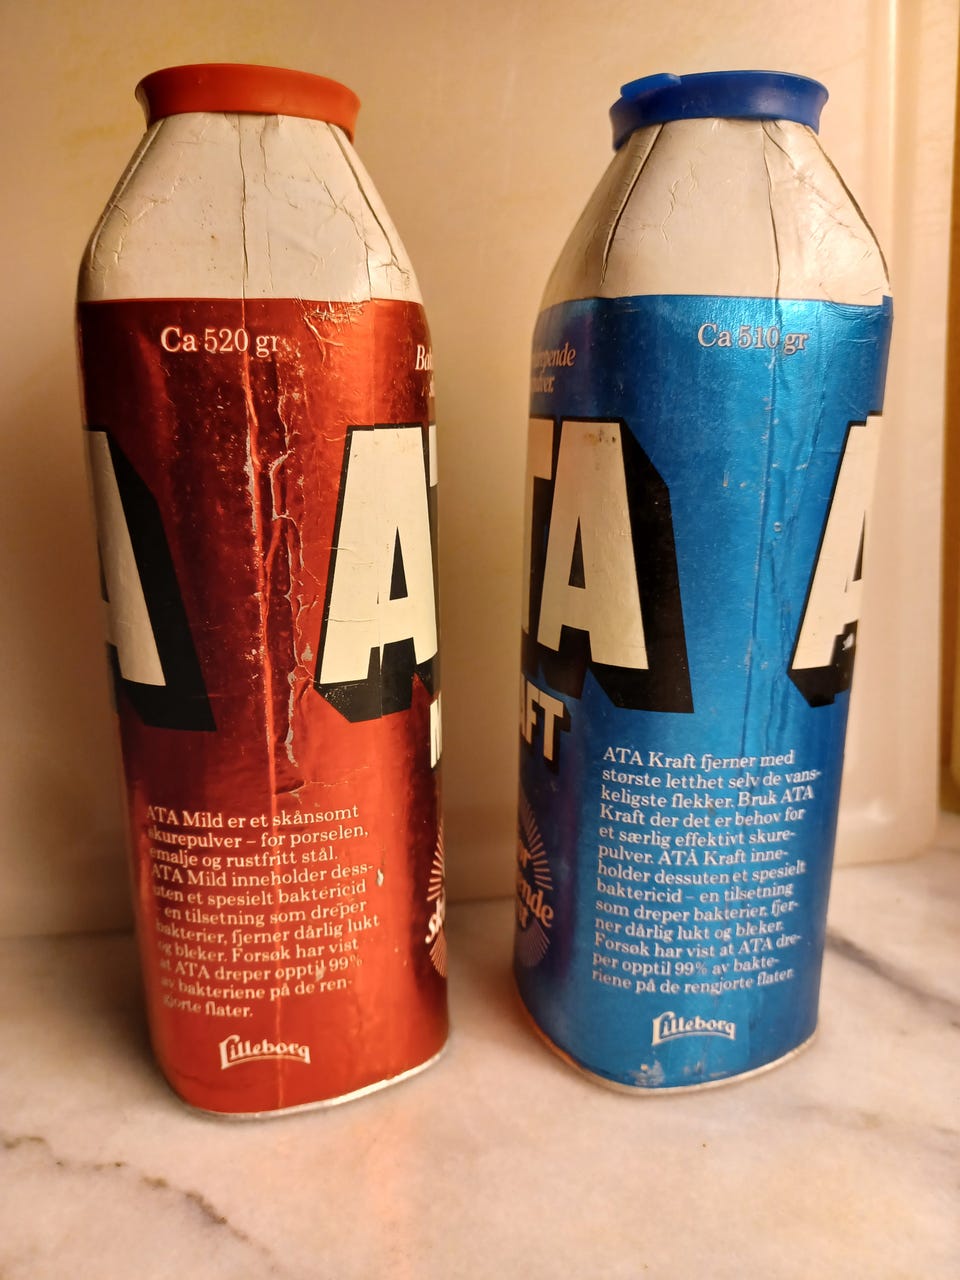 Ca 520 gr
ATA
ATA Mild er et skånsomt
skurepulver – for porselen,
emalje og rustfritt stål.
ATA Mild inneholder dess-
uten et spesielt baktericid
– en tilsetning som dreper
bakterier, fjerner dårlig lukt
og bleker. Forsøk har vist
at ATA dreper opptil 99%
av bakteriene på de ren-
gjorte flater.
Lilleborg
Ca 510 gr
ATA
KRAFT
ATA Kraft fjerner med
største letthet selv de vans-
keligste flekker. Bruk ATA
Kraft der det er behov for
et særlig effektivt skure-
pulver. ATA Kraft inne-
holder dessuten et spesielt
baktericid – en tilsetning
som dreper bakterier, fjer-
ner dårlig lukt og bleker.
Forsøk har vist at ATA dre-
per opptil 99% av bakte-
riene på de rengjorte flater.
Lilleborg